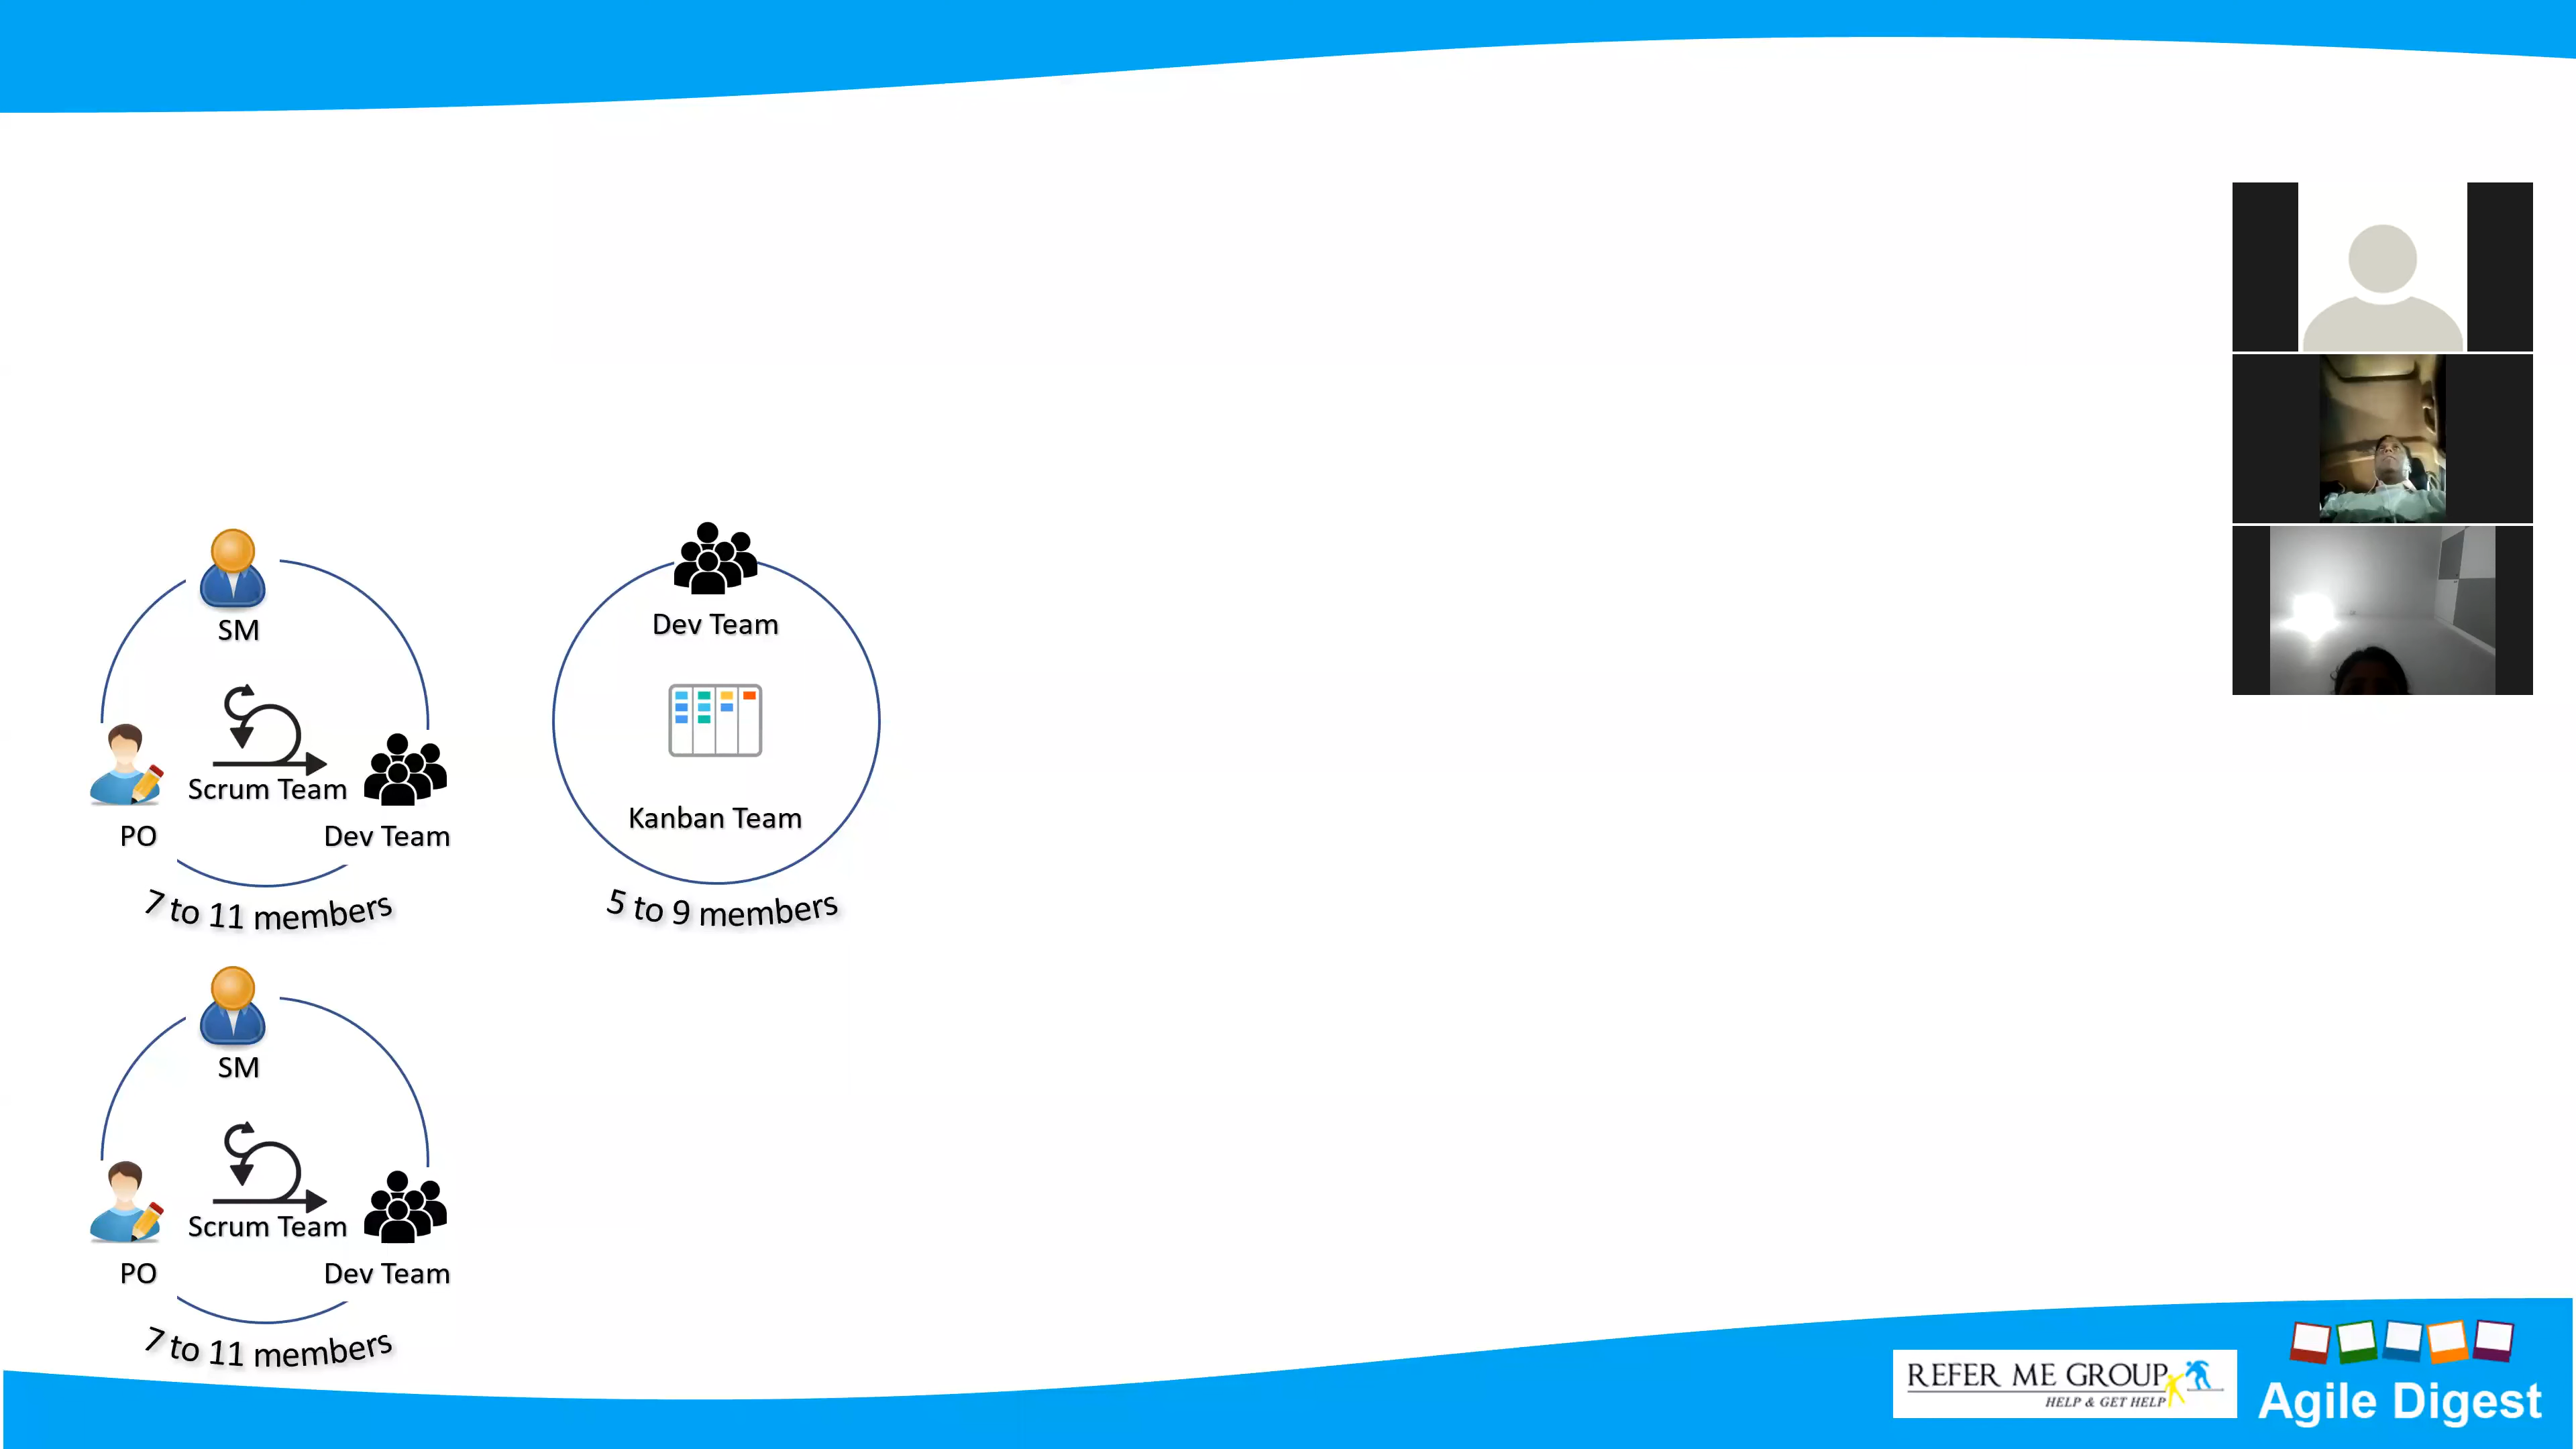 SM
Scrum Team
PO
Dev Team
7 to 11 members
Dev Team
Kanban Team
5 to 9 members
SM
Scrum Team
PO
Dev Team
7 to 11 members
REFER ME GROUP
HELP & GET HELP
Agile Digest